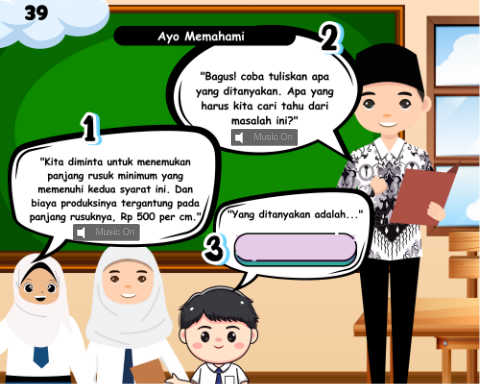 39
Ayo Memahami
1
"Kita diminta untuk menemukan
panjang rusuk minimum yang
memenuhi kedua syarat ini. Dan
biaya produksinya tergantung pada
panjang rusuknya, Rp 500 per cm."
Music On
2
"Bagus! coba tuliskan apa
yang ditanyakan. Apa yang
harus kita cari tahu dari
masalah ini?"
Music On
3
"Yang ditanyakan adalah..."